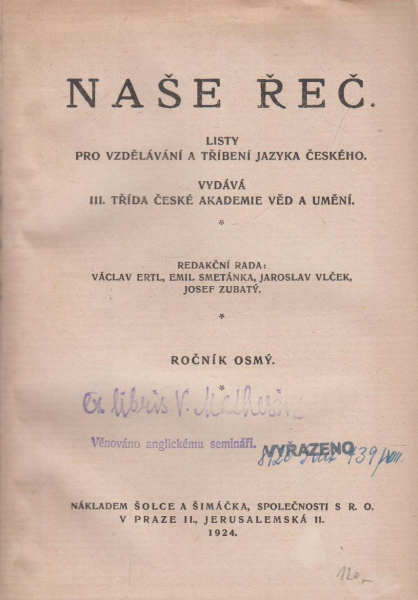 NAŠE ŘEČ.
LISTY
PRO VZDĚLÁVÁNÍ A TŘÍBENÍ JAZYKA ČESKÉHO.
VYDÁVÁ
III. TŘÍDA ČESKÉ AKADEMIE VĚD A UMĚNÍ.
*
REDAKČNÍ RADA:
VÁCLAV ERTL, EMIL SMETÁNKA, JAROSLAV VLČEK,
JOSEF ZUBATÝ.
*
ROČNÍK OSMÝ.
*
Ex libris V.
Věnováno anglickému semináři.
VYŘAZENO
NÁKLADEM ŠOLCE A ŠIMÁČKA, SPOLEČNOSTI S R. O.
V PRAZE II., JERUSALEMSKÁ 11.
1924.
120,-